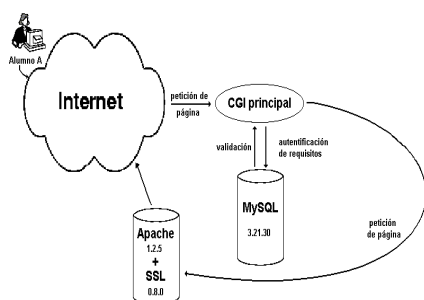 Alumno A
Internet
petición de
página
CGI principal
validación
autentificación
de requisitos
MySQL
3.21.30
petición
de página
Apache
1.2.5
+
SSL
0.8.0